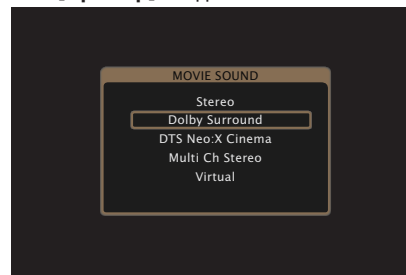 MOVIE SOUND
Stereo
Dolby Surround
DTS Neo:X Cinema
Multi Ch Stereo
Virtual